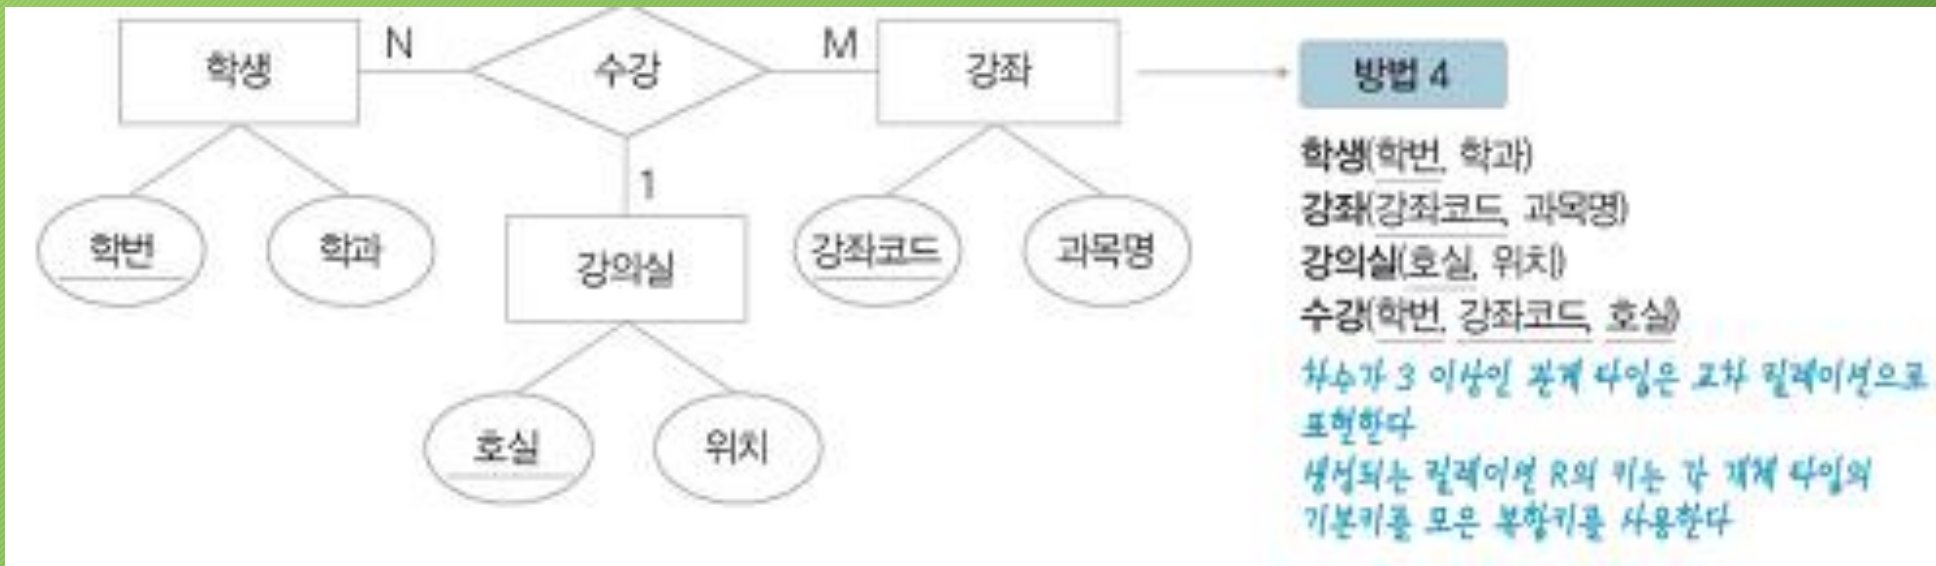 학생
N
수강
M
강좌
방법 4
학번
학과
1
강의실
강좌코드
과목명
호실
위치
학생(학번, 학과)
강좌(강좌코드, 과목명)
강의실(호실, 위치)
수강(학번, 강좌코드, 호실)
차수가 3 이상인 관계 타입은 교차 릴레이션으로
표현한다
생성되는 릴레이션 R의 키는 각 개체 타입의
기본키를 모은 복합키를 사용한다